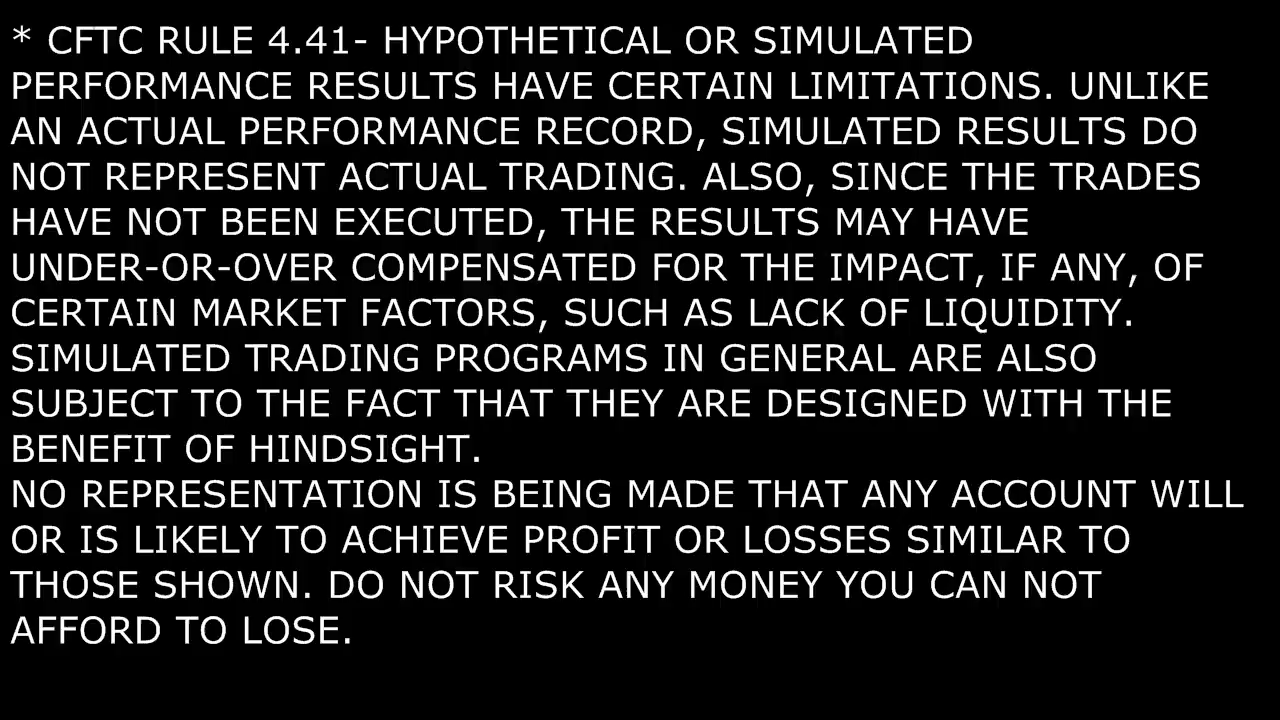 * CFTC RULE 4.41- HYPOTHETICAL OR SIMULATED
PERFORMANCE RESULTS HAVE CERTAIN LIMITATIONS. UNLIKE
AN ACTUAL PERFORMANCE RECORD, SIMULATED RESULTS DO
NOT REPRESENT ACTUAL TRADING. ALSO, SINCE THE TRADES
HAVE NOT BEEN EXECUTED, THE RESULTS MAY HAVE
UNDER-OR-OVER COMPENSATED FOR THE IMPACT, IF ANY, OF
CERTAIN MARKET FACTORS, SUCH AS LACK OF LIQUIDITY.
SIMULATED TRADING PROGRAMS IN GENERAL ARE ALSO
SUBJECT TO THE FACT THAT THEY ARE DESIGNED WITH THE
BENEFIT OF HINDSIGHT.
NO REPRESENTATION IS BEING MADE THAT ANY ACCOUNT WILL
OR IS LIKELY TO ACHIEVE PROFIT OR LOSSES SIMILAR TO
THOSE SHOWN. DO NOT RISK ANY MONEY YOU CAN NOT
AFFORD TO LOSE.